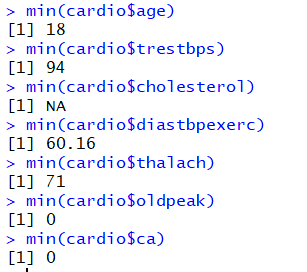 > min(cardio$age)
[1] 18
> min(cardio$trestbps)
[1] 94
> min(cardio$cholesterol)
[1] NA
> min(cardio$diastbpexerc)
[1] 60.16
> min(cardio$thalach)
[1] 71
> min(cardio$oldpeak)
[1] 0
> min(cardio$ca)
[1] 0